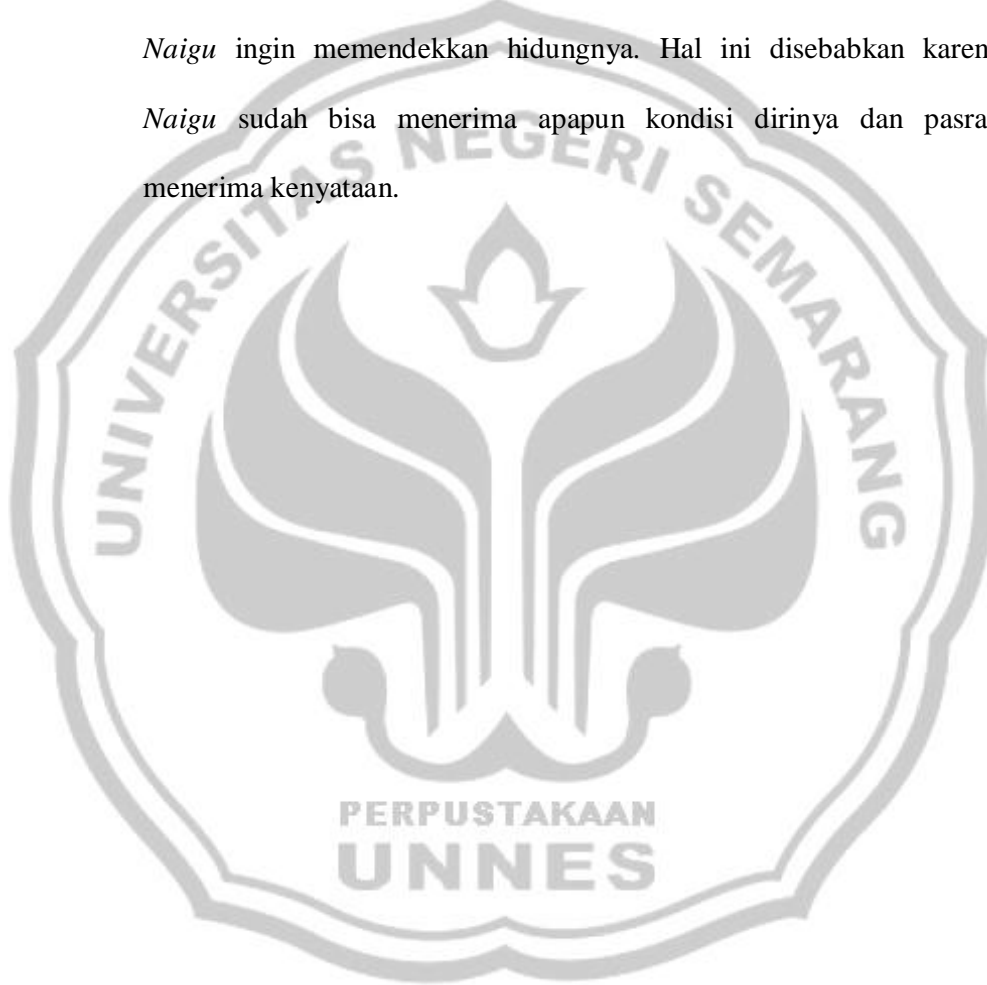 Naigu ingin memendekkan hidungnya. Hal ini disebabkan karen
Naigu sudah bisa menerima apapun kondisi dirinya dan pasra
menerima kenyataan.
UNIVERSITAS NEGERI SEMARANG
PERPUSTAKAAN
UNNES